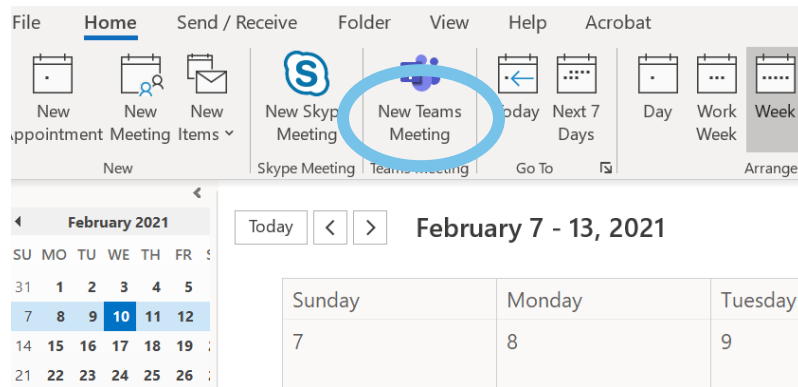 File Home Send / Receive Folder View Help Acrobat
New New New New Skyp New Teams oday Next 7 Day Work Week
ppointment Meeting Items Meeting Meeting Days Week
New Skype Meeting Teams Meeting Go To Arrange
February 2021
Today February 7 - 13, 2021
SU MO TU WE TH FR S
31 1 2 3 4 5
7 8 9 10 11 12
14 15 16 17 18 19
21 22 23 24 25 26
Sunday Monday Tuesday
7 8 9